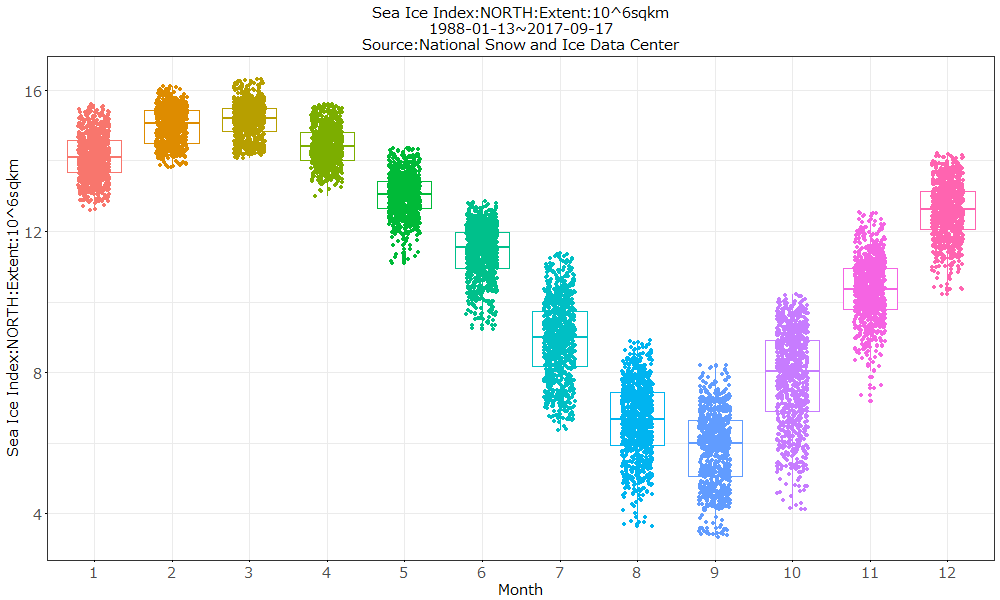 Sea Ice Index:NORTH:Extent:10^6sqkm
1988-01-13~2017-09-17
Source:National Snow and Ice Data Center
Sea Ice Index:NORTH:Extent:10^6sqkm
16
12
8
4
1 2 3 4 5 6 7 8 9 10 11 12
Month